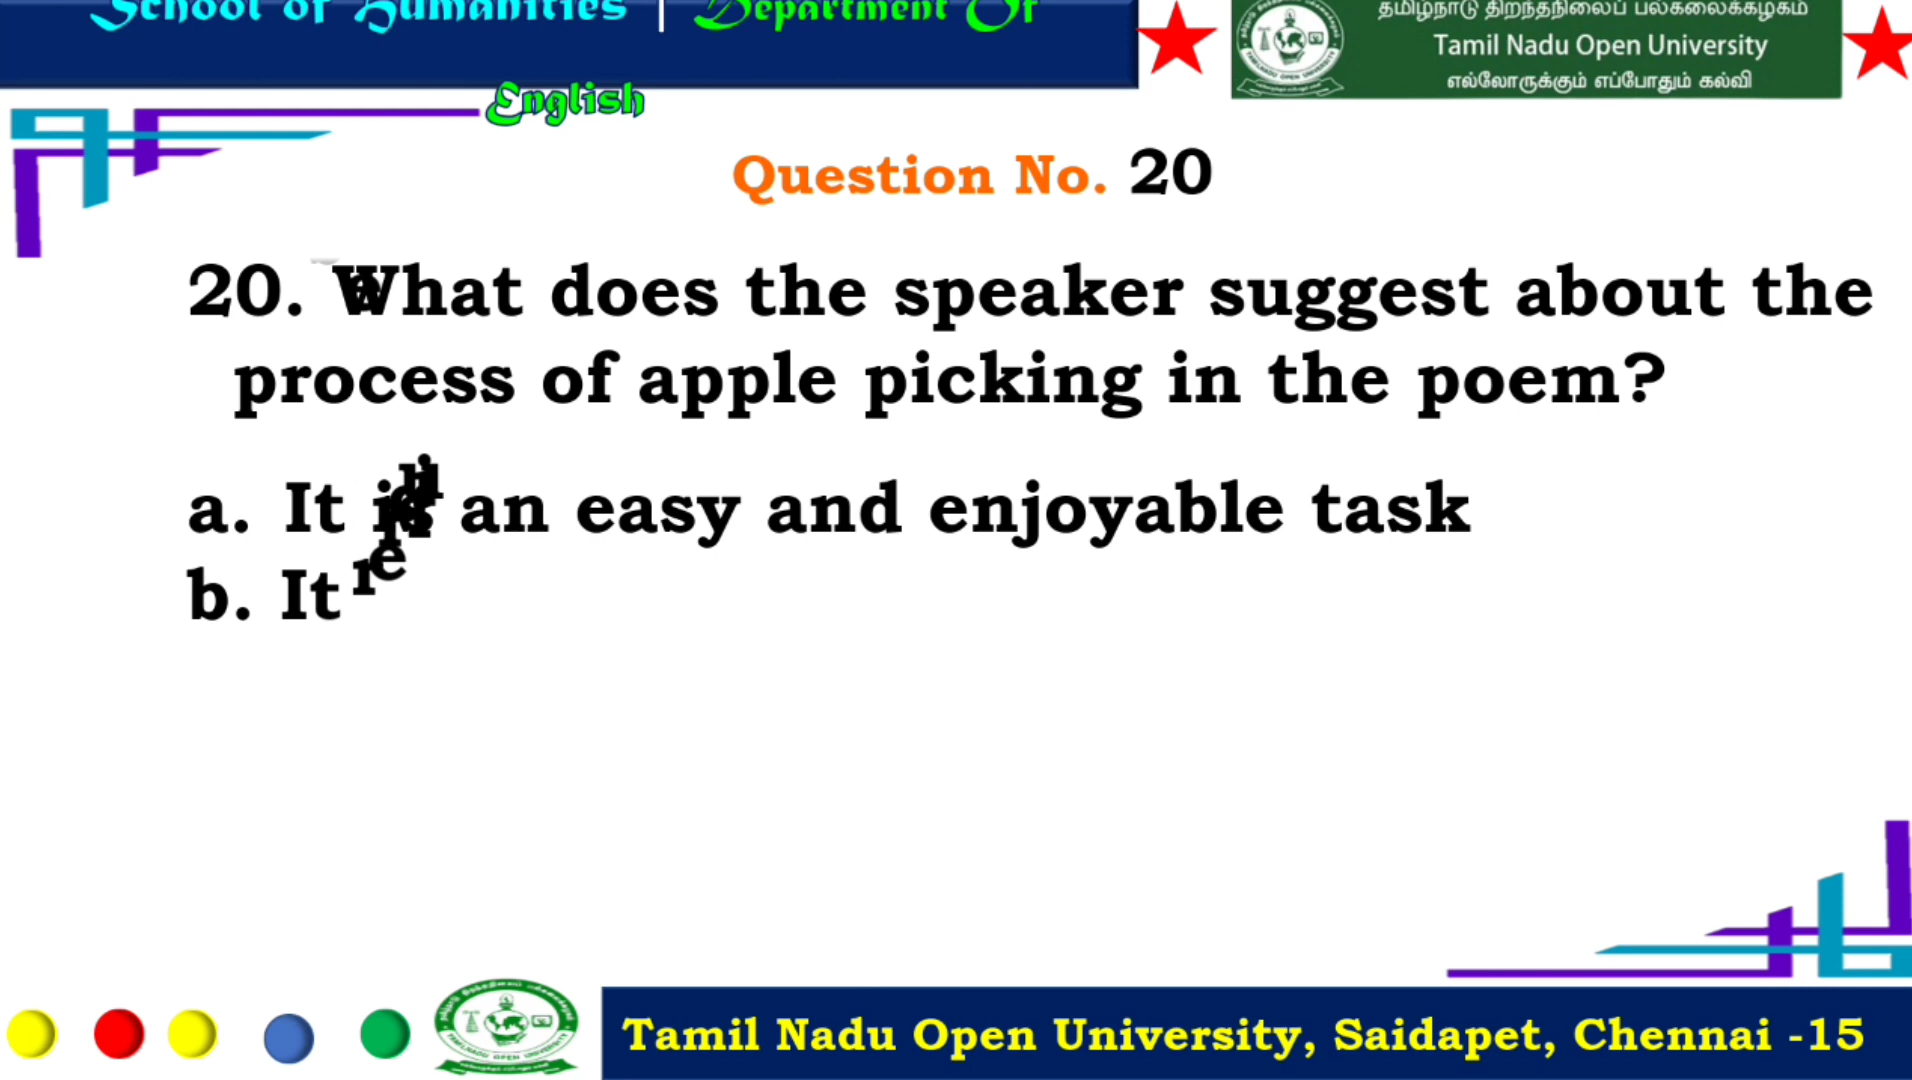 School of Humanities | Department Of
English
தமிழ்நாடு திறந்தநிலைப் பல்கலைக்கழகம்
Tamil Nadu Open University
எல்லோருக்கும் எப்போதும் கல்வி
Question No. 20
20. What does the speaker suggest about the
process of apple picking in the poem?
a. It is an easy and enjoyable task
b. It
Tamil Nadu Open University, Saidapet, Chennai -15